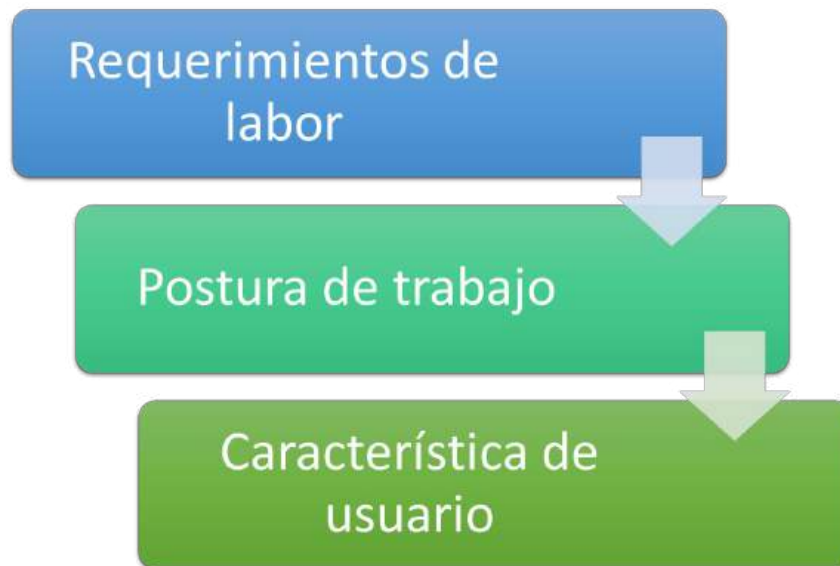 Requerimientos de
labor
Postura de trabajo
Característica de
usuario